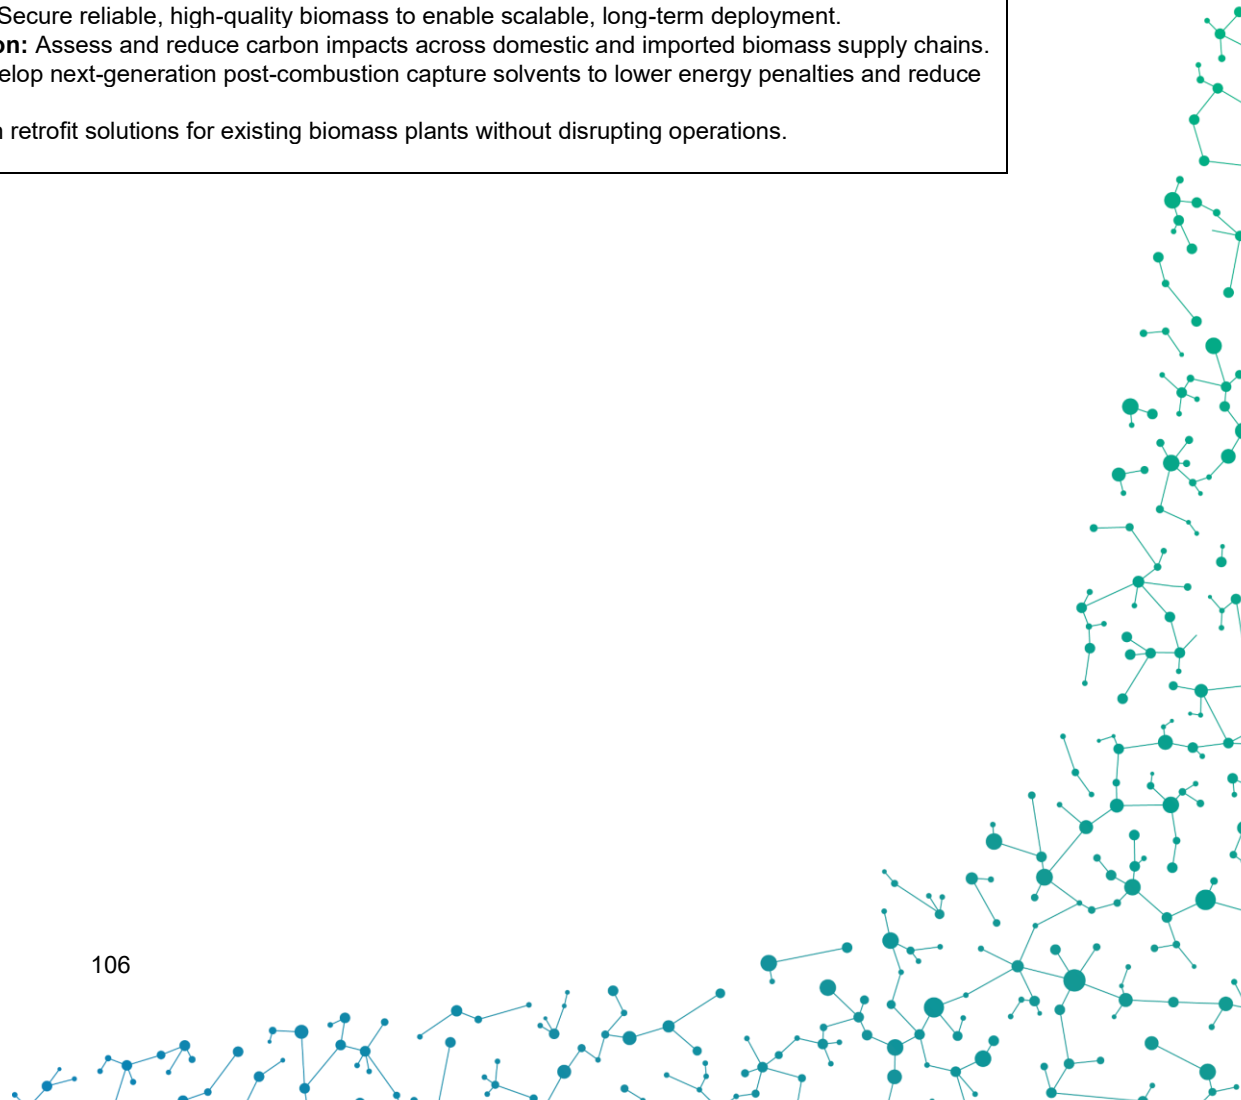 Secure reliable, high-quality biomass to enable scalable, long-term deployment.
on: Assess and reduce carbon impacts across domestic and imported biomass supply chains.
elop next-generation post-combustion capture solvents to lower energy penalties and reduce
retrofit solutions for existing biomass plants without disrupting operations.
106